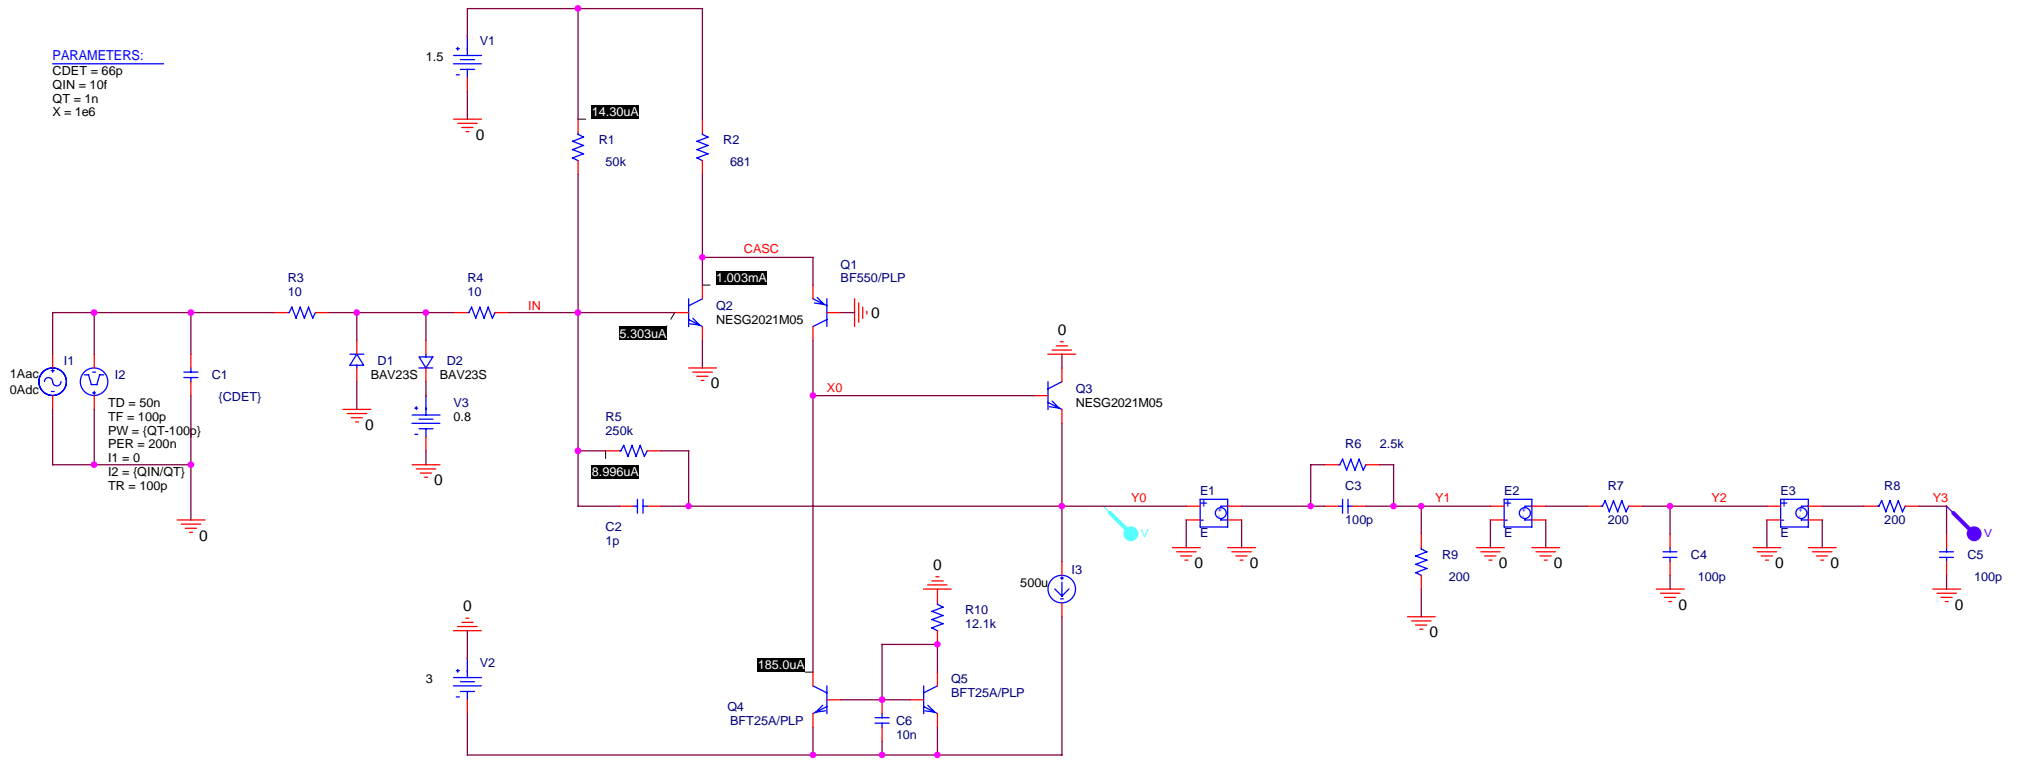 PARAMETERS:
CDET = 66p
QIN = 10f
QT = 1n
X = 1e6
V1
1.5
0
14.30uA
R1
50k
R2
681
CASC
1.003mA
Q1
BF550/PLP
0
Q2
NESG2021M05
5.303uA
0
R3
10
R4
10
IN
I1
1Aac
0Adc
I2
TD = 50n
TF = 100p
PW = {QT-100p}
PER = 200n
I1 = 0
I2 = {QIN/QT}
TR = 100p
C1
{CDET}
0
D1
BAV23S
0
D2
BAV23S
V3
0.8
0
R5
250k
8.996uA
C2
1p
X0
0
Q3
NESG2021M05
Y0
V
I3
500u
E1
E
0
0
R6
2.5k
C3
100p
Y1
R9
200
0
E2
E
0
0
R7
200
Y2
C4
100p
0
E3
E
0
0
R8
200
Y3
V
C5
100p
0
0
R10
12.1k
0
V2
3
185.0uA
Q4
BFT25A/PLP
Q5
BFT25A/PLP
C6
10n